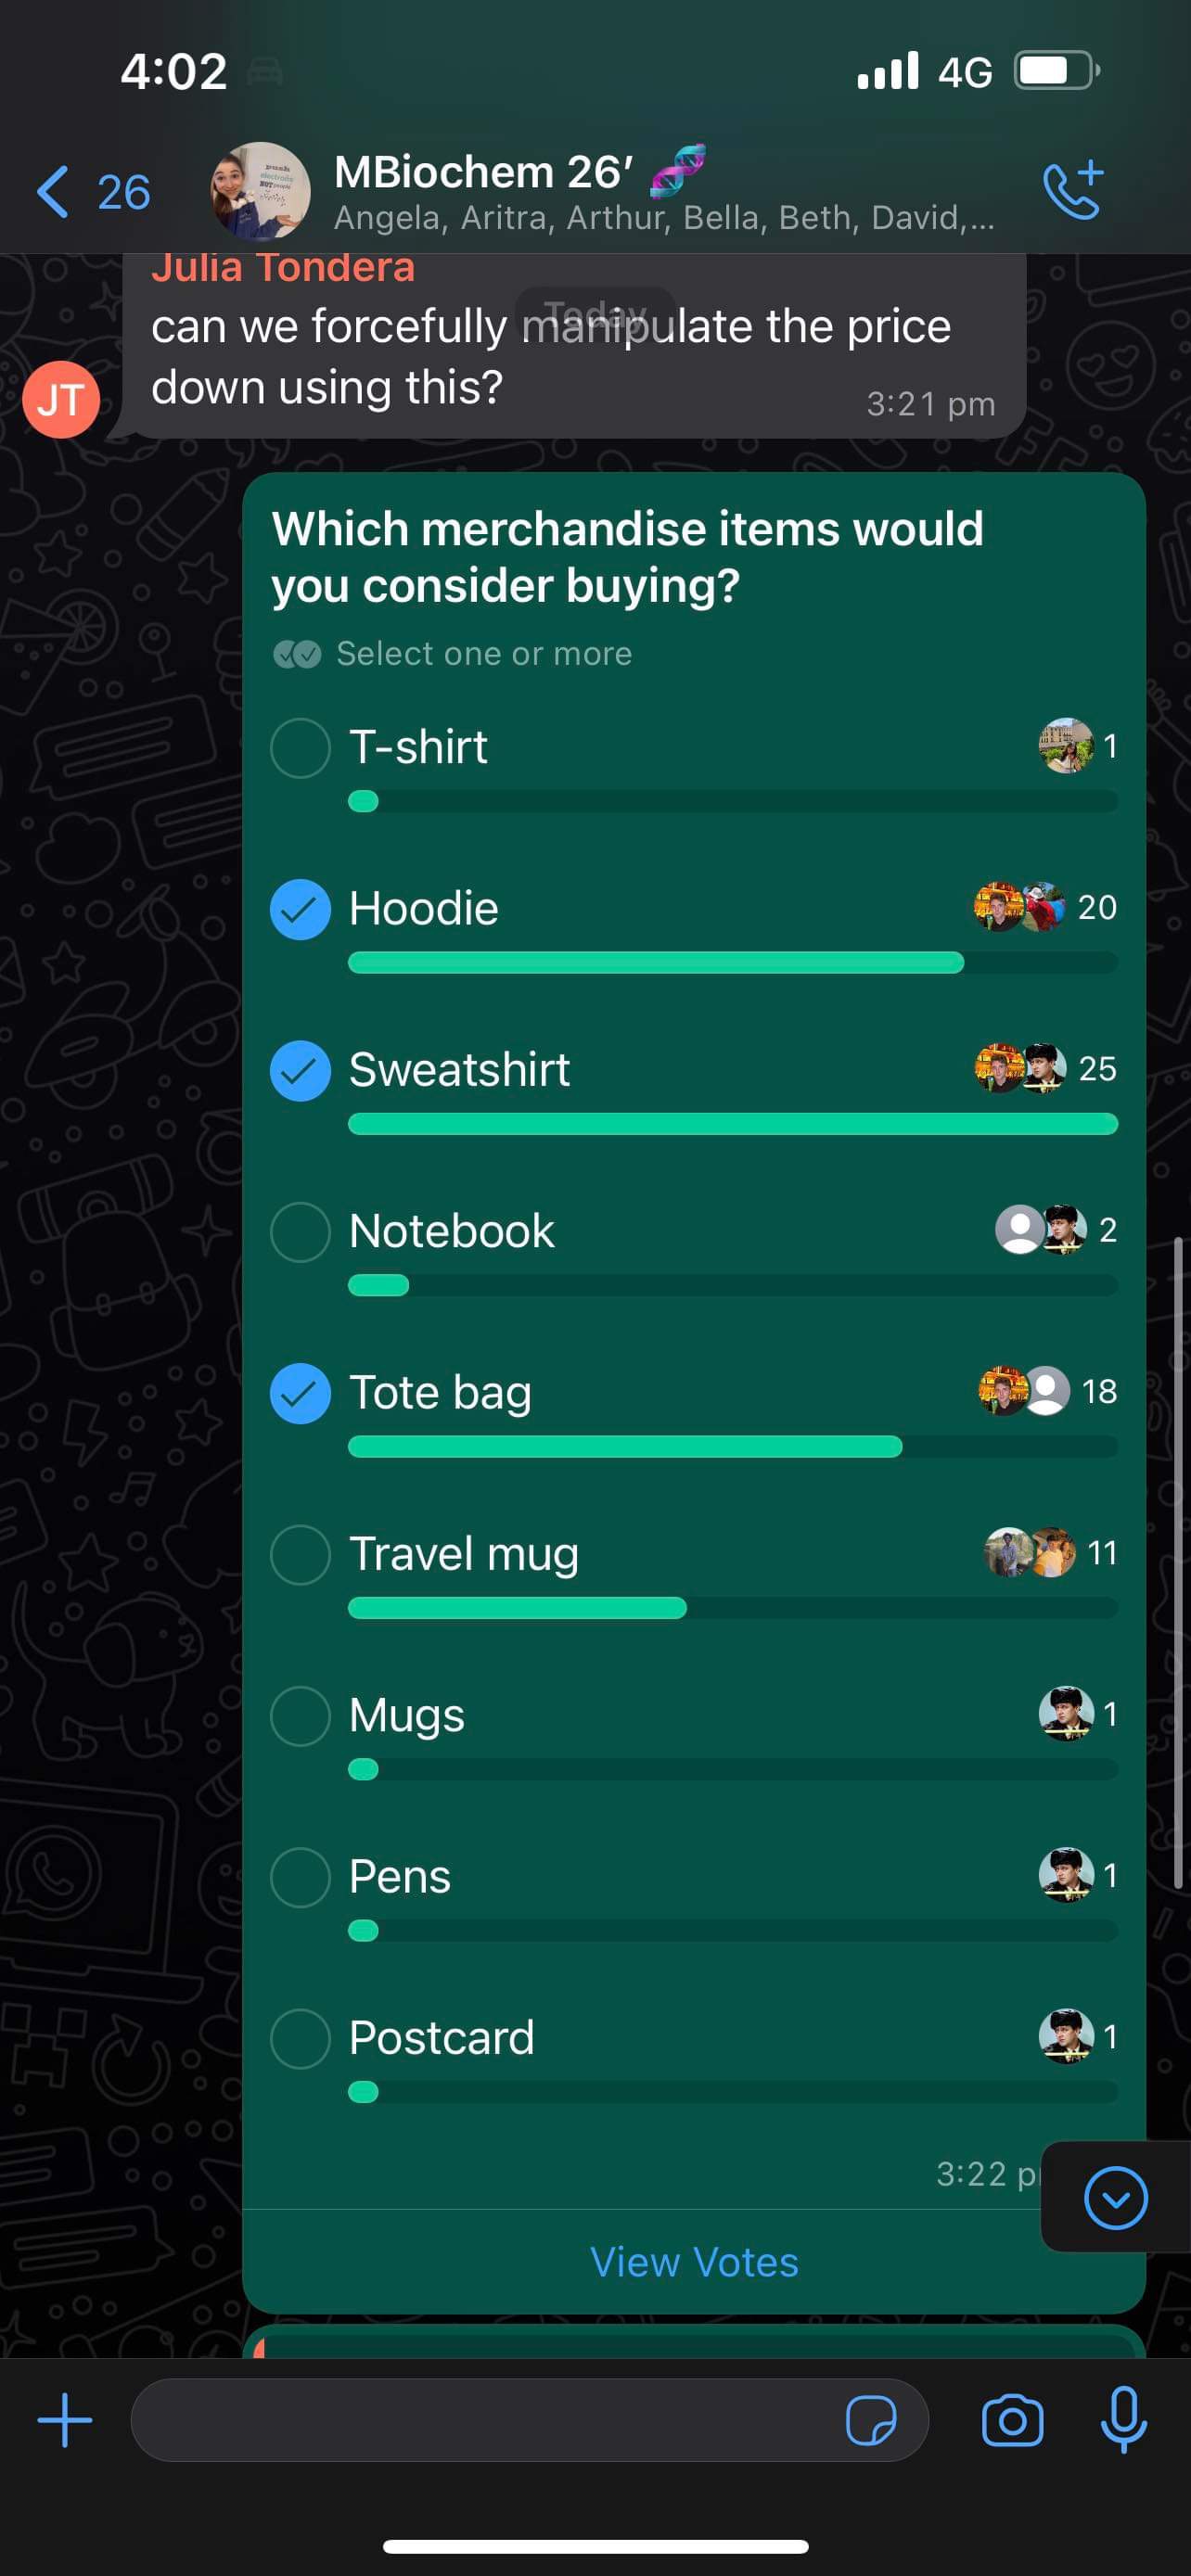 4:02
4G
26
MBiochem 26’ 🧬
Angela, Aritra, Arthur, Bella, Beth, David,...
Julia Tondera
Today
can we forcefully manipulate the price
down using this?
3:21 pm
JT
Which merchandise items would
you consider buying?
Select one or more
T-shirt 1
Hoodie 20
Sweatshirt 25
Notebook 2
Tote bag 18
Travel mug 11
Mugs 1
Pens 1
Postcard 1
3:22 p
View Votes